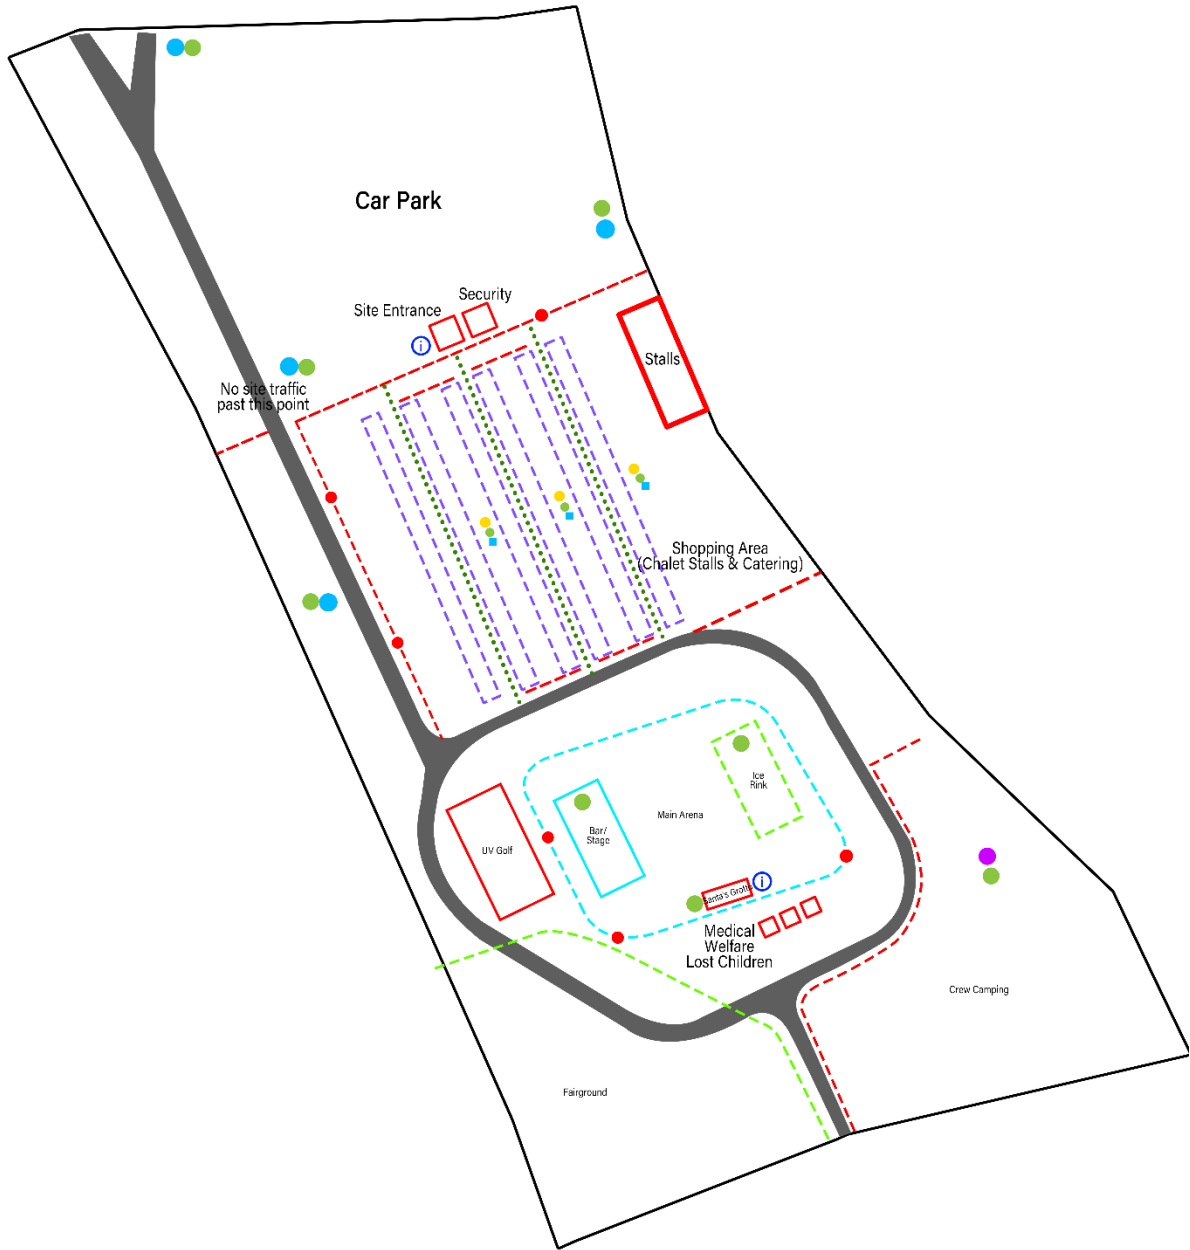 Car Park
Security
Site Entrance
i
Stalls
No site traffic
past this point
Shopping Area
(Chalet Stalls & Catering)
Ice
Rink
Main Arena
Bar/
Stage
UV Golf
i
Santa's Grotto
Medical
Welfare
Lost Children
Crew Camping
Fairground